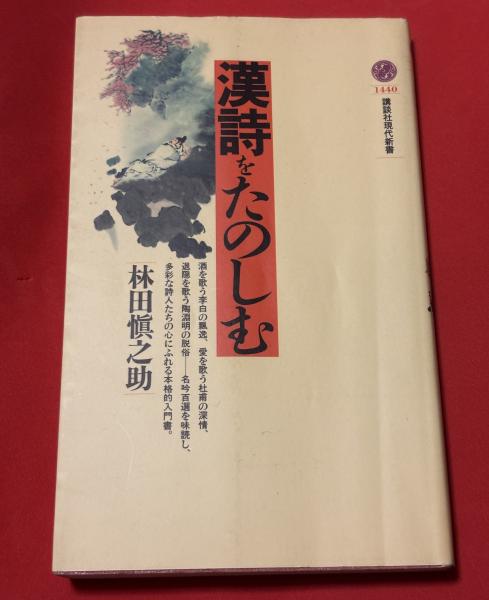 1440
講談社現代新書
漢詩をたのしむ
酒を歌う李白の飄逸、愛を歌う杜甫の深情、
退隠を歌う陶淵明の脱俗――名吟百選を味読し、
多彩な詩人たちの心にふれる本格的入門書。
林田愼之助